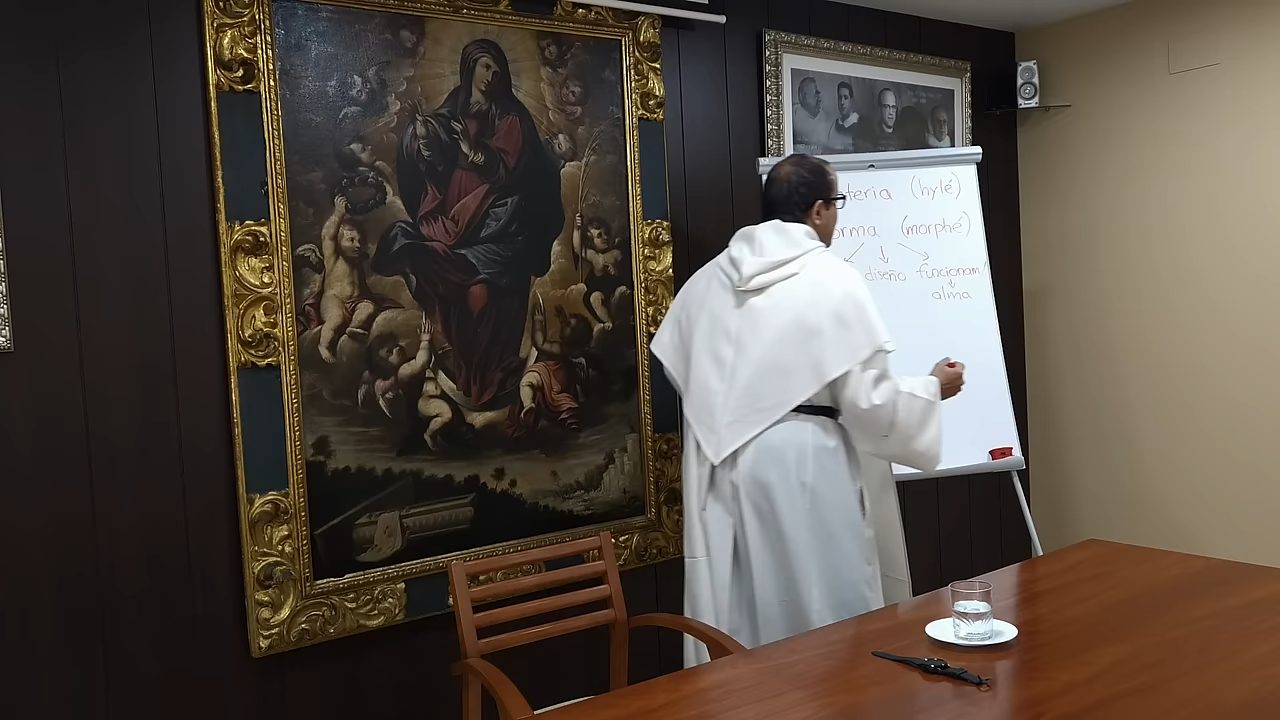 teria (hylé)
orma (morphé)
diseño funcionam/
alma